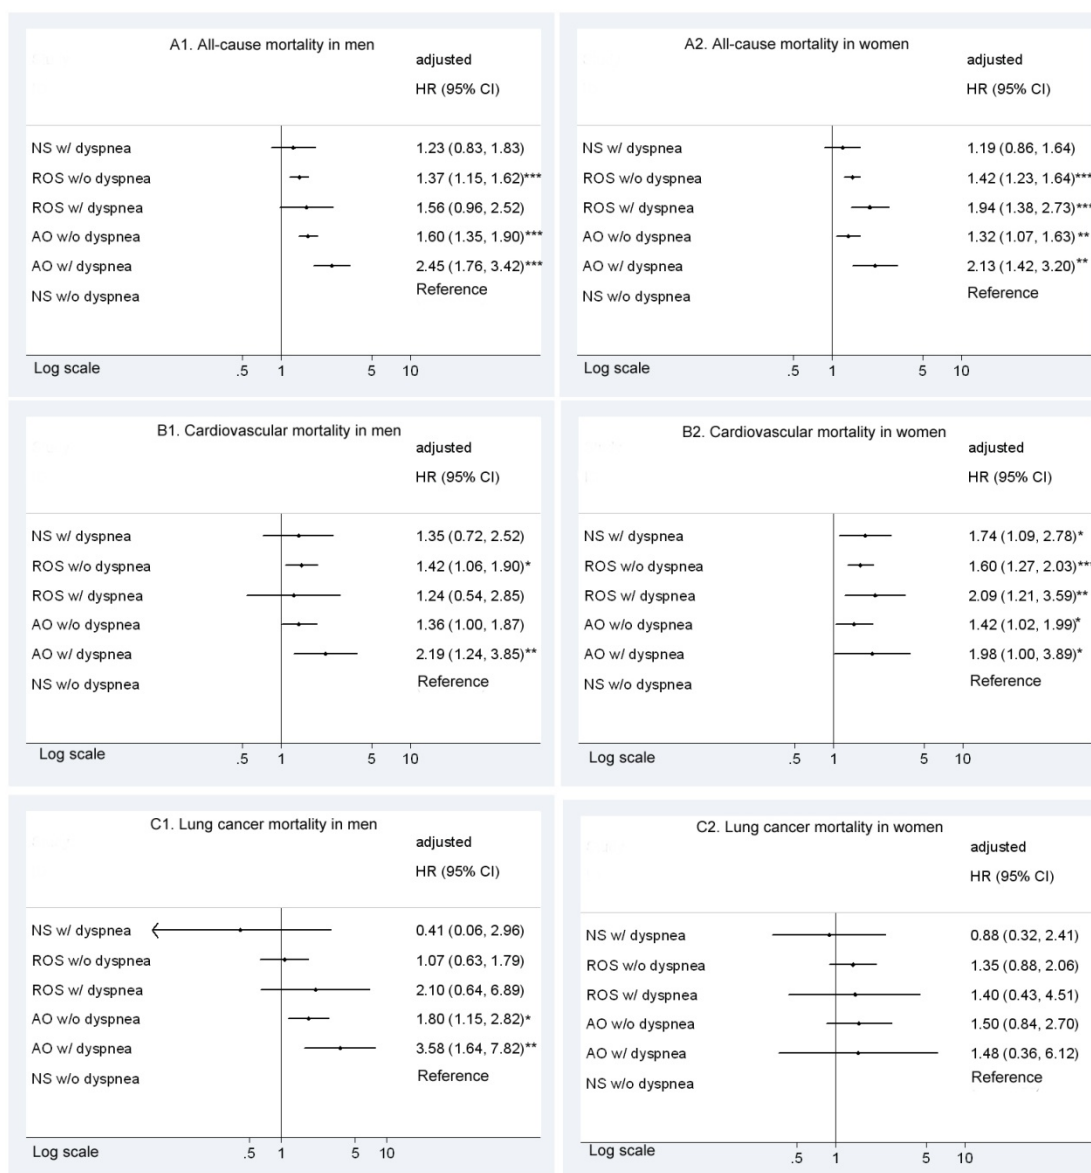 A1. All-cause mortality in men
adjusted
HR (95% CI)
NS w/ dyspnea 1.23 (0.83, 1.83)
ROS w/o dyspnea 1.37 (1.15, 1.62)***
ROS w/ dyspnea 1.56 (0.96, 2.52)
AO w/o dyspnea 1.60 (1.35, 1.90)***
AO w/ dyspnea 2.45 (1.76, 3.42)***
NS w/o dyspnea Reference
Log scale .5 1 5 10
A2. All-cause mortality in women
adjusted
HR (95% CI)
NS w/ dyspnea 1.19 (0.86, 1.64)
ROS w/o dyspnea 1.42 (1.23, 1.64)***
ROS w/ dyspnea 1.94 (1.38, 2.73)***
AO w/o dyspnea 1.32 (1.07, 1.63)**
AO w/ dyspnea 2.13 (1.42, 3.20)**
NS w/o dyspnea Reference
Log scale .5 1 5 10
B1. Cardiovascular mortality in men
adjusted
HR (95% CI)
NS w/ dyspnea 1.35 (0.72, 2.52)
ROS w/o dyspnea 1.42 (1.06, 1.90)*
ROS w/ dyspnea 1.24 (0.54, 2.85)
AO w/o dyspnea 1.36 (1.00, 1.87)
AO w/ dyspnea 2.19 (1.24, 3.85)**
NS w/o dyspnea Reference
Log scale .5 1 5 10
B2. Cardiovascular mortality in women
adjusted
HR (95% CI)
NS w/ dyspnea 1.74 (1.09, 2.78)*
ROS w/o dyspnea 1.60 (1.27, 2.03)***
ROS w/ dyspnea 2.09 (1.21, 3.59)**
AO w/o dyspnea 1.42 (1.02, 1.99)*
AO w/ dyspnea 1.98 (1.00, 3.89)*
NS w/o dyspnea Reference
Log scale .5 1 5 10
C1. Lung cancer mortality in men
adjusted
HR (95% CI)
NS w/ dyspnea 0.41 (0.06, 2.96)
ROS w/o dyspnea 1.07 (0.63, 1.79)
ROS w/ dyspnea 2.10 (0.64, 6.89)
AO w/o dyspnea 1.80 (1.15, 2.82)*
AO w/ dyspnea 3.58 (1.64, 7.82)**
NS w/o dyspnea Reference
Log scale .5 1 5 10
C2. Lung cancer mortality in women
adjusted
HR (95% CI)
NS w/ dyspnea 0.88 (0.32, 2.41)
ROS w/o dyspnea 1.35 (0.88, 2.06)
ROS w/ dyspnea 1.40 (0.43, 4.51)
AO w/o dyspnea 1.50 (0.84, 2.70)
AO w/ dyspnea 1.48 (0.36, 6.12)
NS w/o dyspnea Reference
Log scale .5 1 5 10